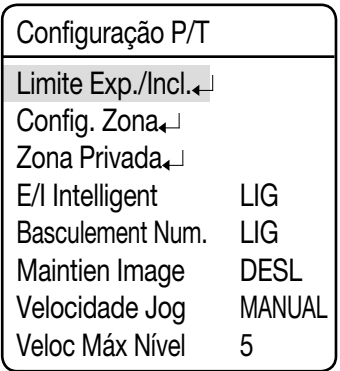 Configuração P/T
Limite Exp./Incl.↵
Config. Zona↵
Zona Privada↵
E/I Intelligent LIG
Basculement Num. LIG
Maintien Image DESL
Velocidade Jog MANUAL
Veloc Máx Nível 5